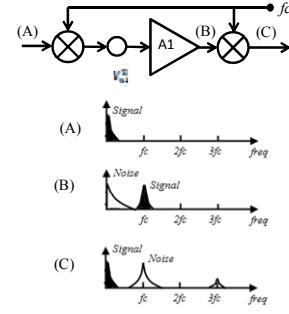 fc
(A)
A1
(B)
(C)
Signal
(A)
fc 2fc 3fc freq
Noise
Signal
(B)
fc 2fc 3fc freq
Signal
Noise
(C)
fc 2fc 3fc freq